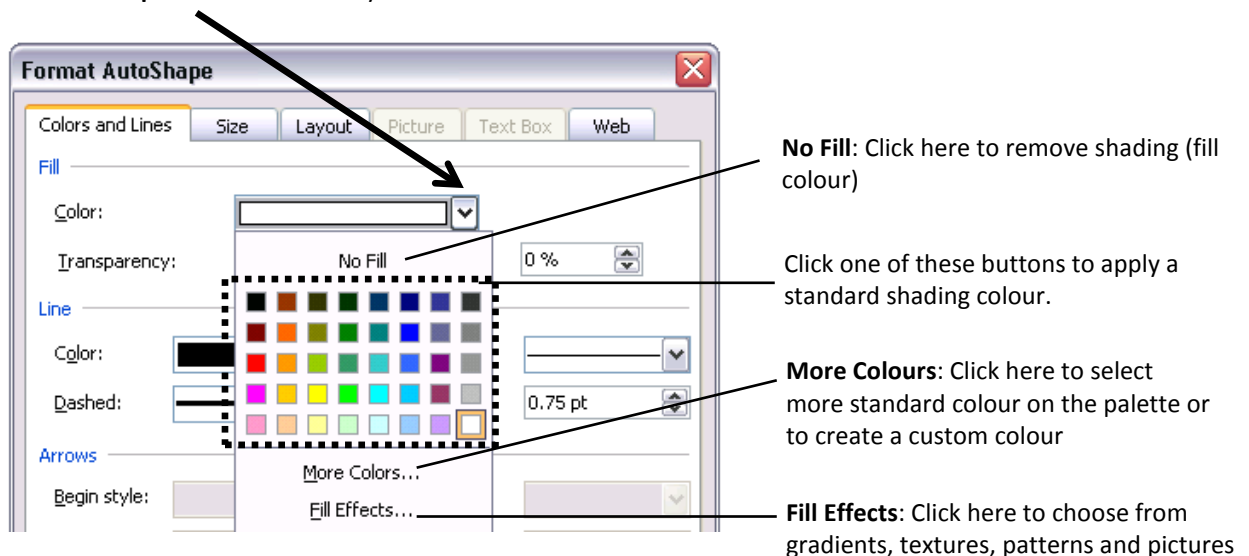 Format AutoShape
Colors and Lines Size Layout Picture Text Box Web
Fill
Color:
No Fill
Transparency:
0 %
Line
Color:
Dashed:
0.75 pt
Arrows
More Colors...
Begin style:
Fill Effects...
No Fill: Click here to remove shading (fill
colour)
Click one of these buttons to apply a
standard shading colour.
More Colours: Click here to select
more standard colour on the palette or
to create a custom colour
Fill Effects: Click here to choose from
gradients, textures, patterns and pictures